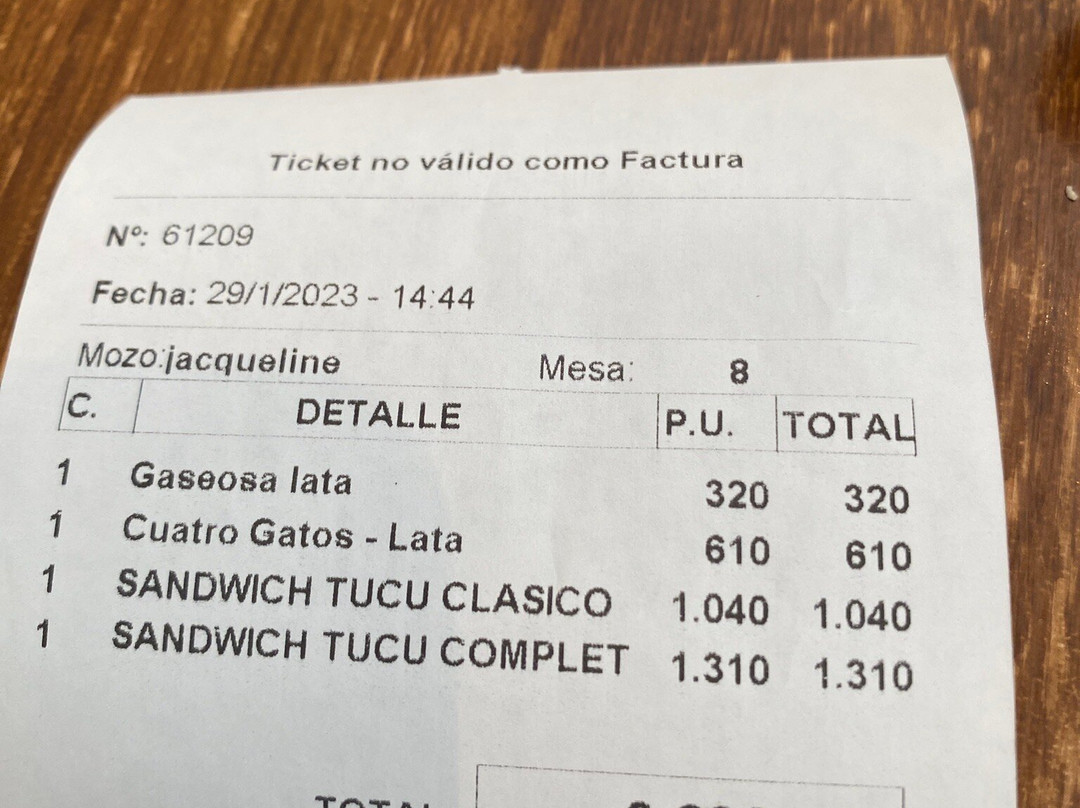 Ticket no válido como Factura
Nº: 61209
Fecha: 29/1/2023 - 14:44
Mozo:jacqueline Mesa: 8
C. DETALLE P.U. TOTAL
1 Gaseosa lata 320 320
1 Cuatro Gatos - Lata 610 610
1 SANDWICH TUCU CLASICO 1.040 1.040
1 SANDWICH TUCU COMPLET 1.310 1.310
TOTAL